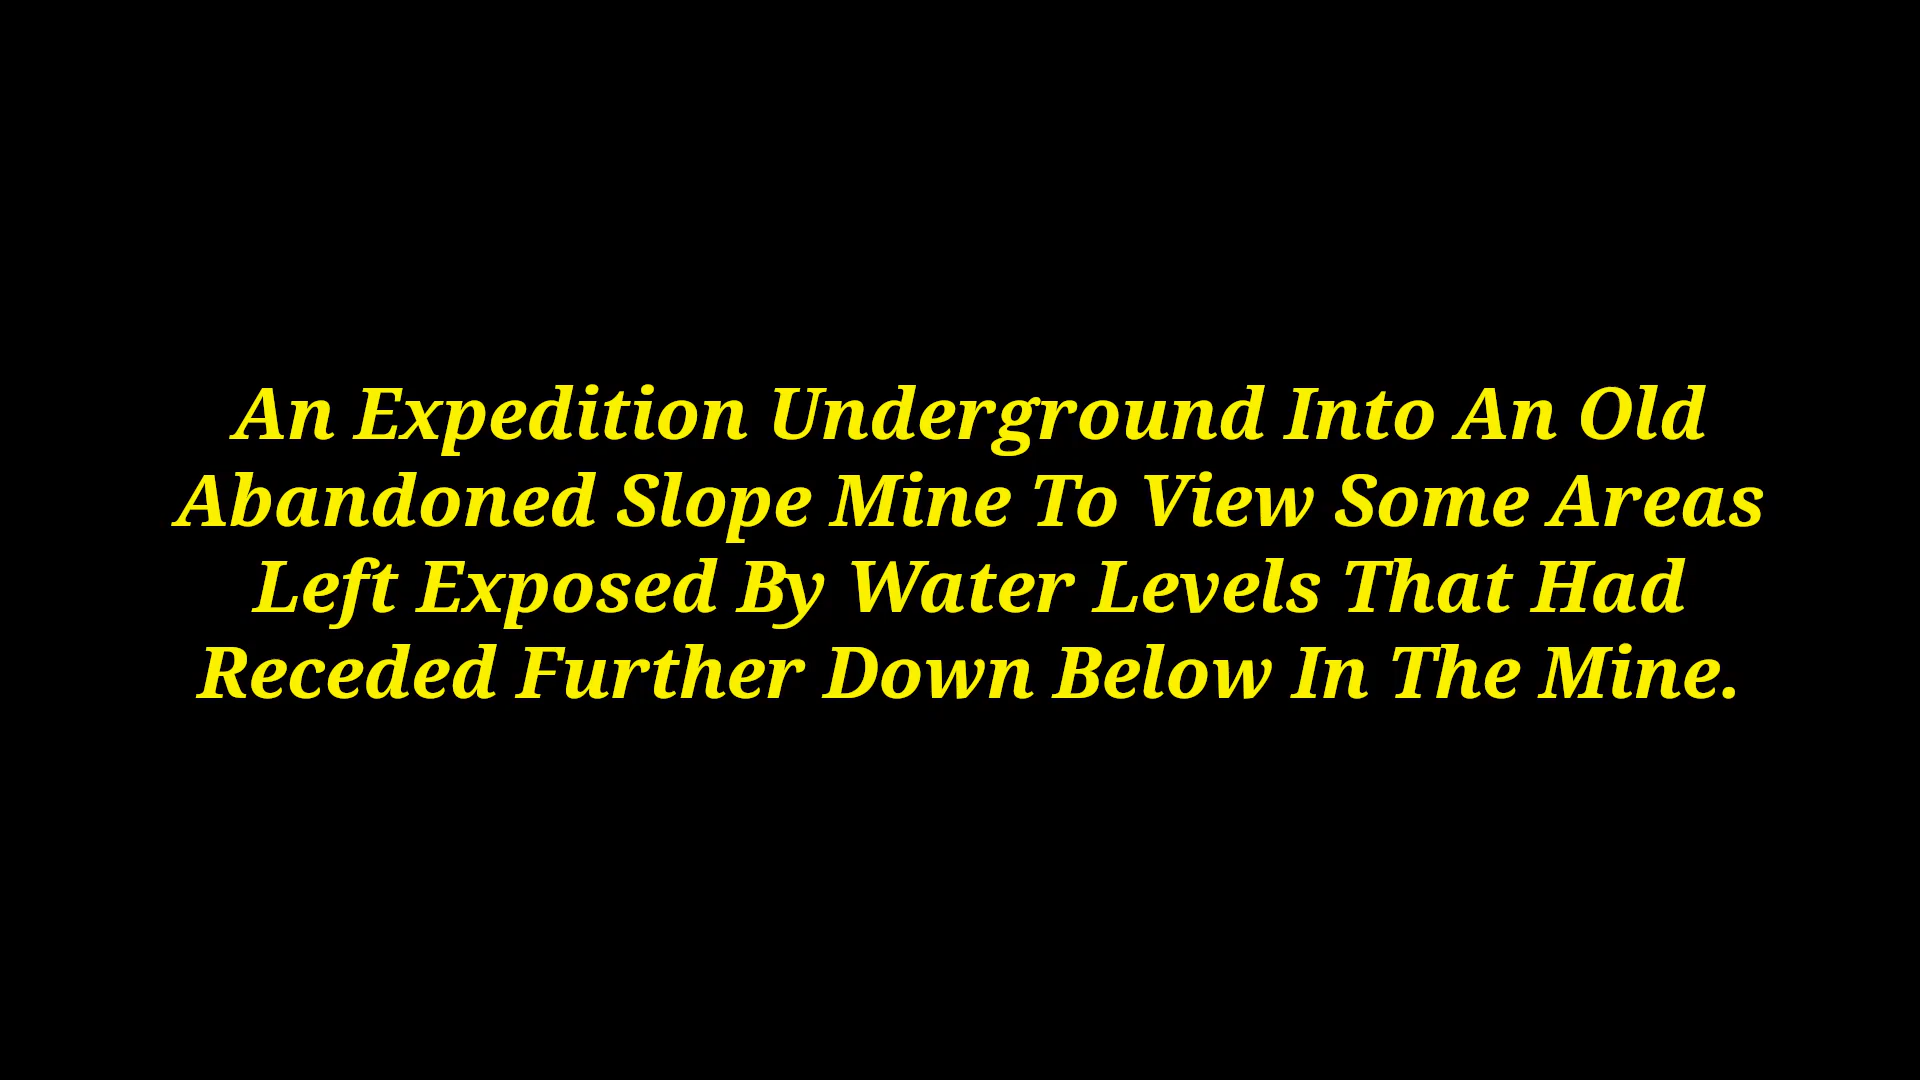 An Expedition Underground Into An Old
Abandoned Slope Mine To View Some Areas
Left Exposed By Water Levels That Had
Receded Further Down Below In The Mine.